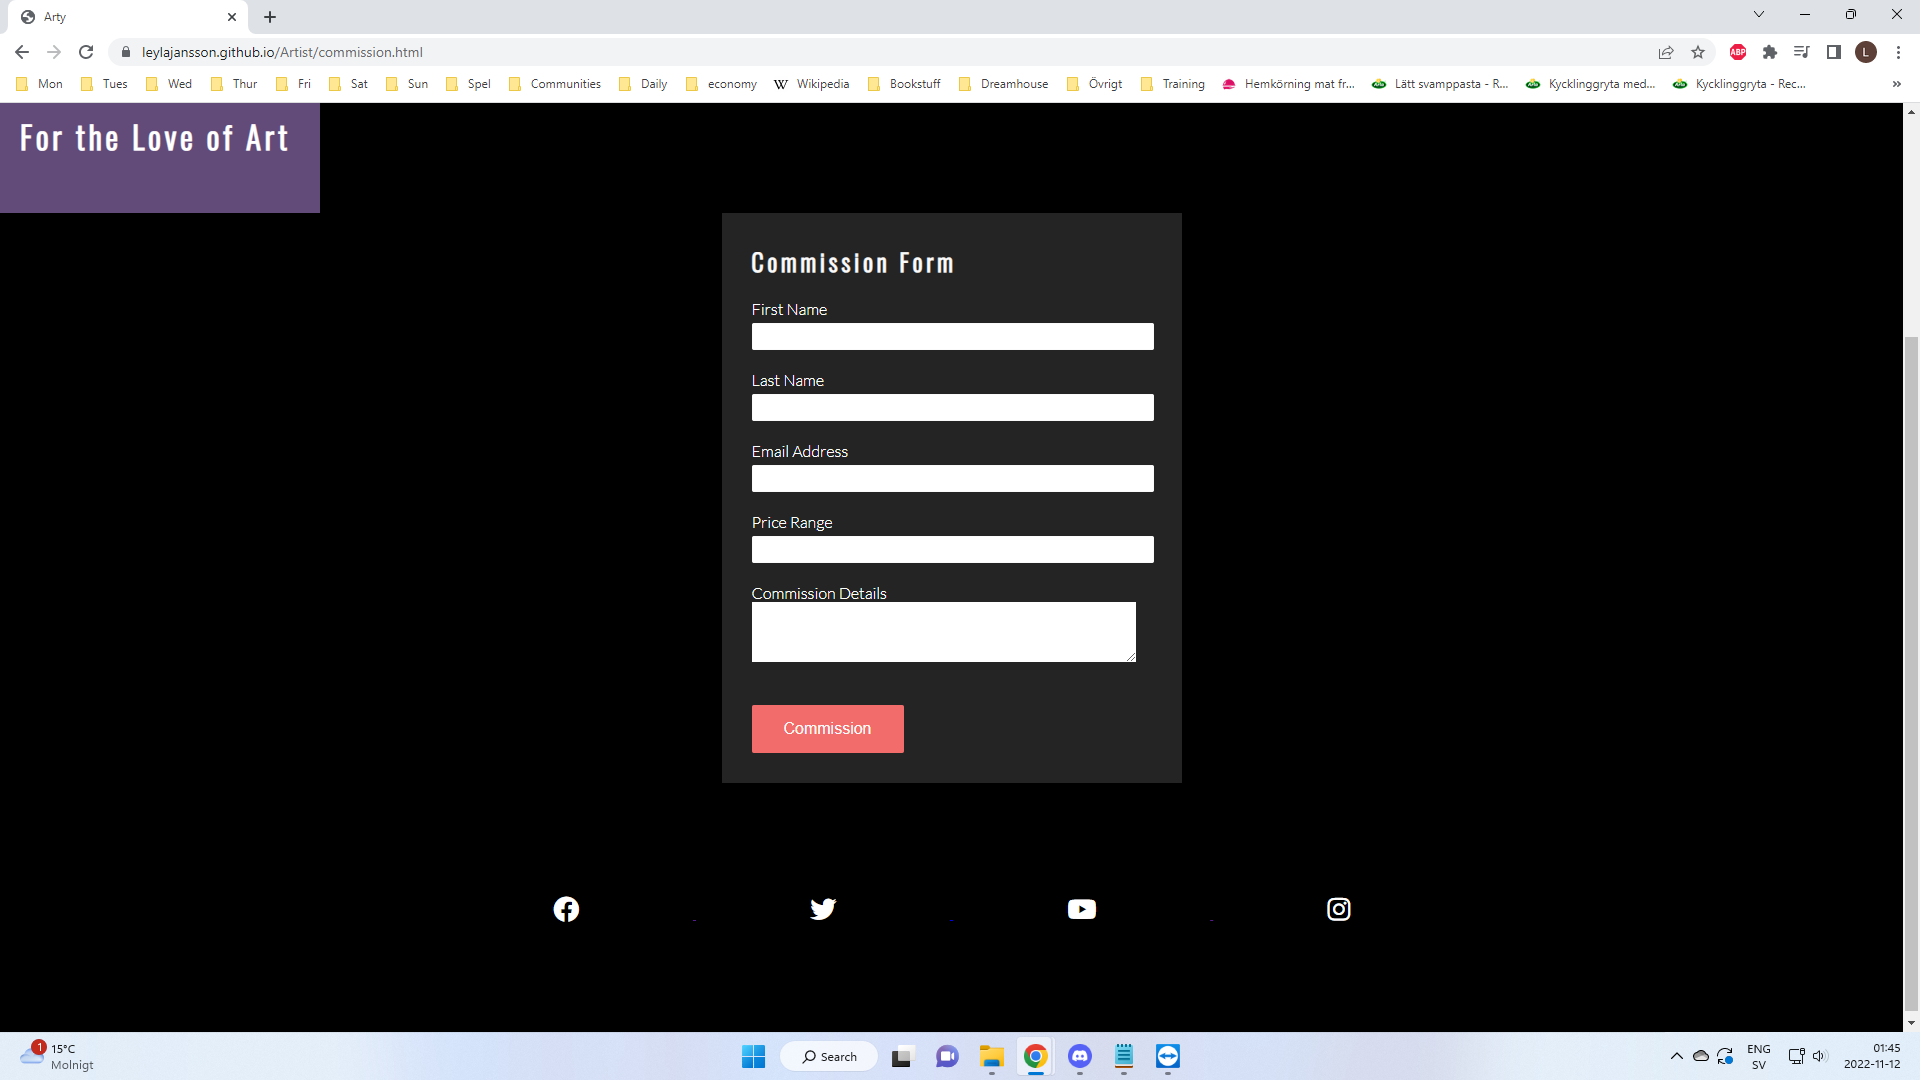 Arty
leylajansson.github.io/Artist/commission.html
ABP
L
Mon Tues Wed Thur Fri Sat Sun Spel Communities Daily economy W Wikipedia Bookstuff Dreamhouse Övrigt Training Hemkörning mat fr... Lätt svamppasta - R... Kycklinggryta med... Kycklinggryta - Rec... »
For the Love of Art
Commission Form
First Name
Last Name
Email Address
Price Range
Commission Details
Commission
1
15°C
Molnigt
Search
ENG
SV
01:45
2022-11-12